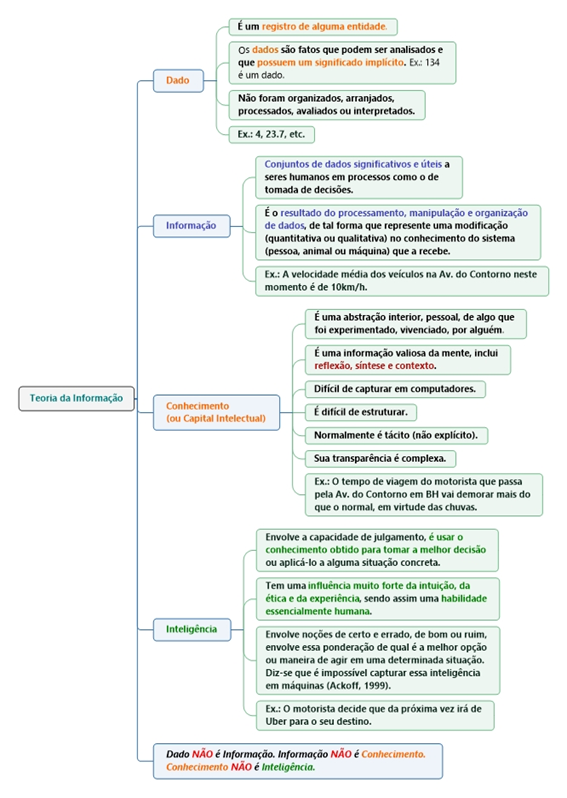 É um registro de alguma entidade.
Os dados são fatos que podem ser analisados e
que possuem um significado implícito. Ex.: 134
é um dado.
Dado
Não foram organizados, arranjados,
processados, avaliados ou interpretados.
Ex.: 4, 23.7, etc.
Conjuntos de dados significativos e úteis a
seres humanos em processos como o de
tomada de decisões.
Informação
É o resultado do processamento, manipulação e organização
de dados, de tal forma que represente uma modificação
(quantitativa ou qualitativa) no conhecimento do sistema
(pessoa, animal ou máquina) que a recebe.
Ex.: A velocidade média dos veículos na Av. do Contorno neste
momento é de 10km/h.
Teoria da Informação
É uma abstração interior, pessoal, de algo que
foi experimentado, vivenciado, por alguém.
É uma informação valiosa da mente, inclui
reflexão, síntese e contexto.
Difícil de capturar em computadores.
Conhecimento
(ou Capital Intelectual)
É difícil de estruturar.
Normalmente é tácito (não explícito).
Sua transparência é complexa.
Ex.: O tempo de viagem do motorista que passa
pela Av. do Contorno em BH vai demorar mais do
que o normal, em virtude das chuvas.
Envolve a capacidade de julgamento, é usar o
conhecimento obtido para tomar a melhor decisão
ou aplicá-lo a alguma situação concreta.
Tem uma influência muito forte da intuição, da
ética e da experiência, sendo assim uma habilidade
essencialmente humana.
Inteligência
Envolve noções de certo e errado, de bom ou ruim,
envolve essa ponderação de qual é a melhor opção
ou maneira de agir em uma determinada situação.
Diz-se que é impossível capturar essa inteligência
em máquinas (Ackoff, 1999).
Ex.: O motorista decide que da próxima vez irá de
Uber para o seu destino.
Dado NÃO é Informação. Informação NÃO é Conhecimento.
Conhecimento NÃO é Inteligência.